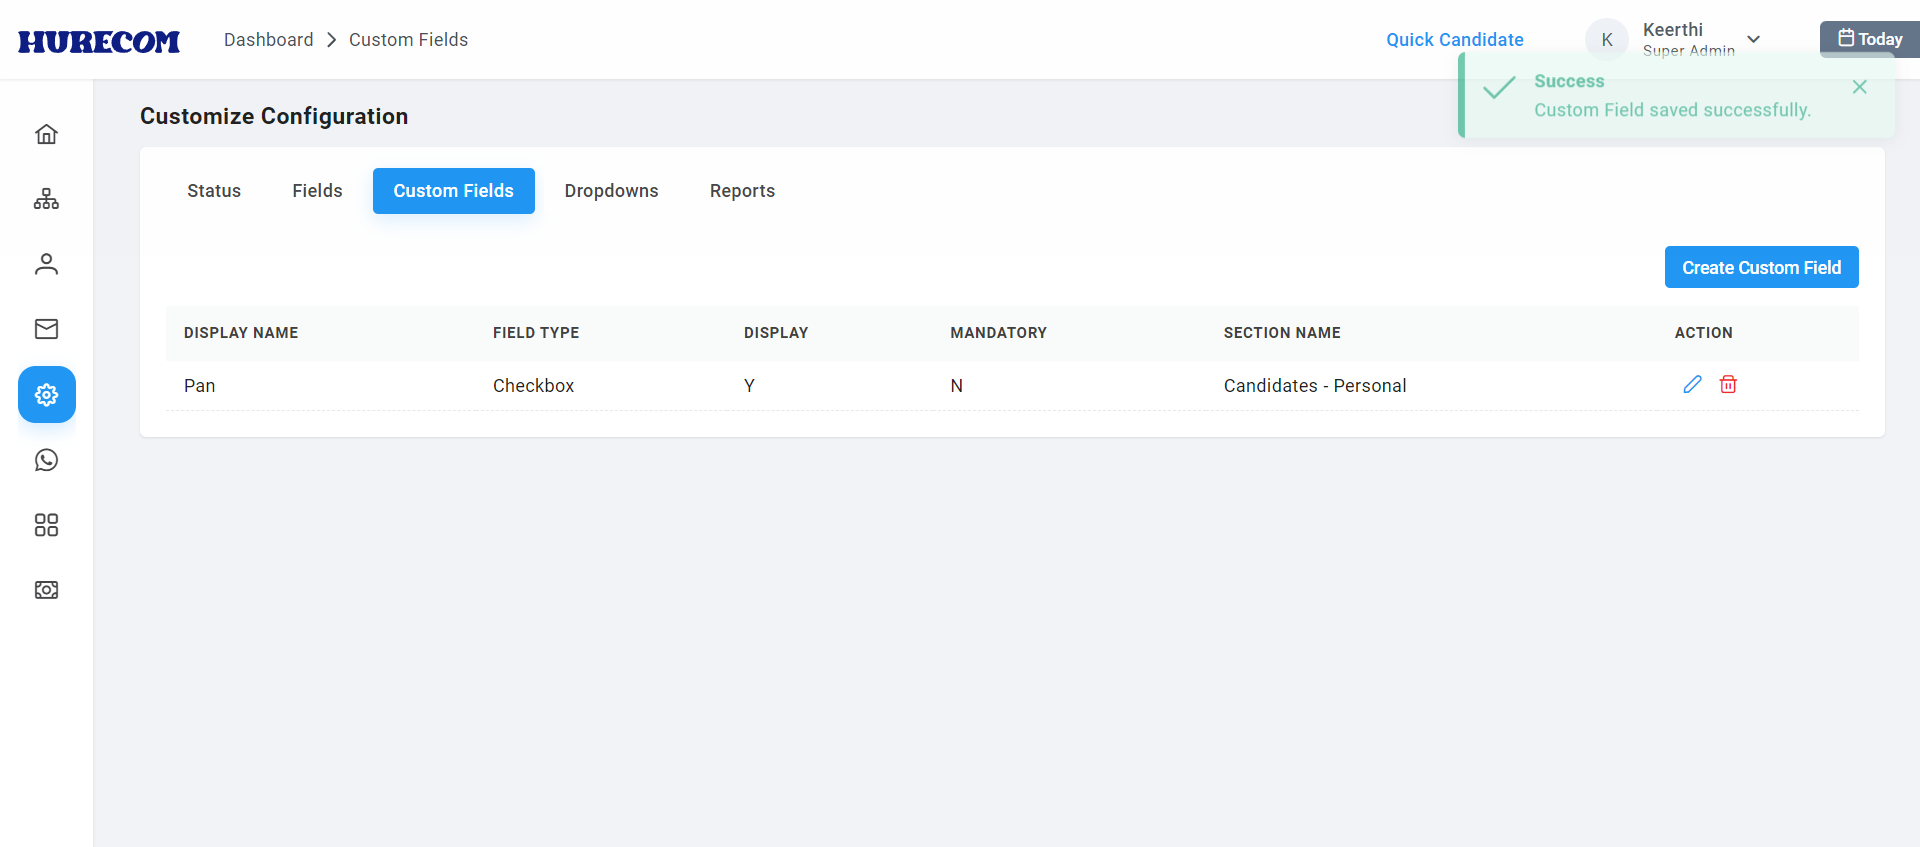 HURECOM
Dashboard > Custom Fields
Quick Candidate
K
Keerthi
Super Admin
Today
Success
Custom Field saved successfully.
Customize Configuration
Status
Fields
Custom Fields
Dropdowns
Reports
Create Custom Field
DISPLAY NAME FIELD TYPE DISPLAY MANDATORY SECTION NAME ACTION
Pan Checkbox Y N Candidates - Personal